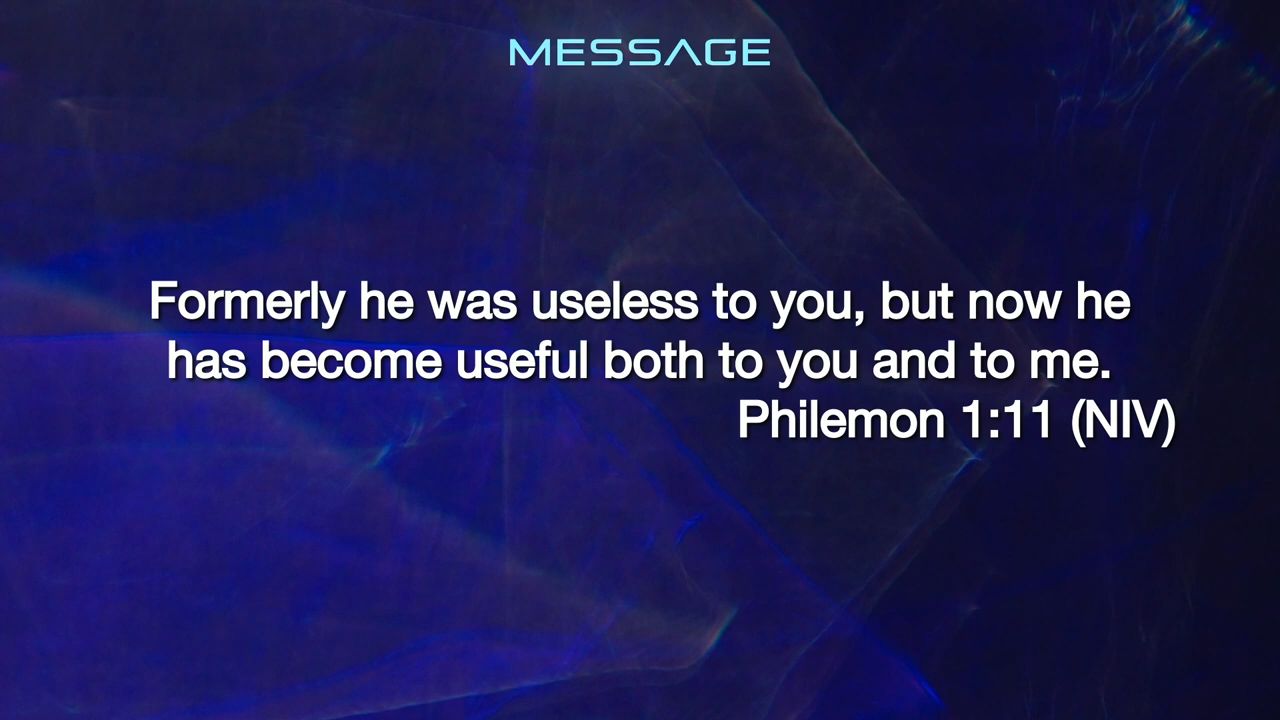 MESSAGE
Formerly he was useless to you, but now he
has become useful both to you and to me.
Philemon 1:11 (NIV)